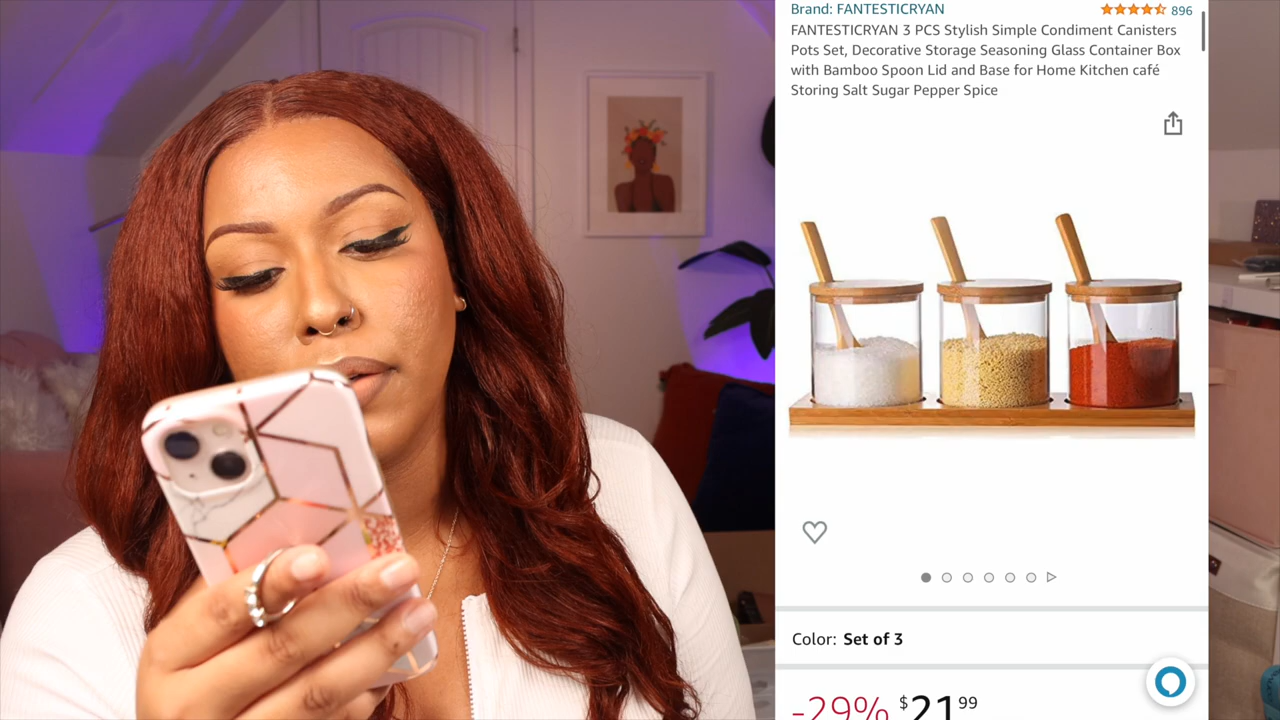 Brand: FANTESTICRYAN
896
FANTESTICRYAN 3 PCS Stylish Simple Condiment Canisters
Pots Set, Decorative Storage Seasoning Glass Container Box
with Bamboo Spoon Lid and Base for Home Kitchen café
Storing Salt Sugar Pepper Spice
Color: Set of 3
-29% $21 99